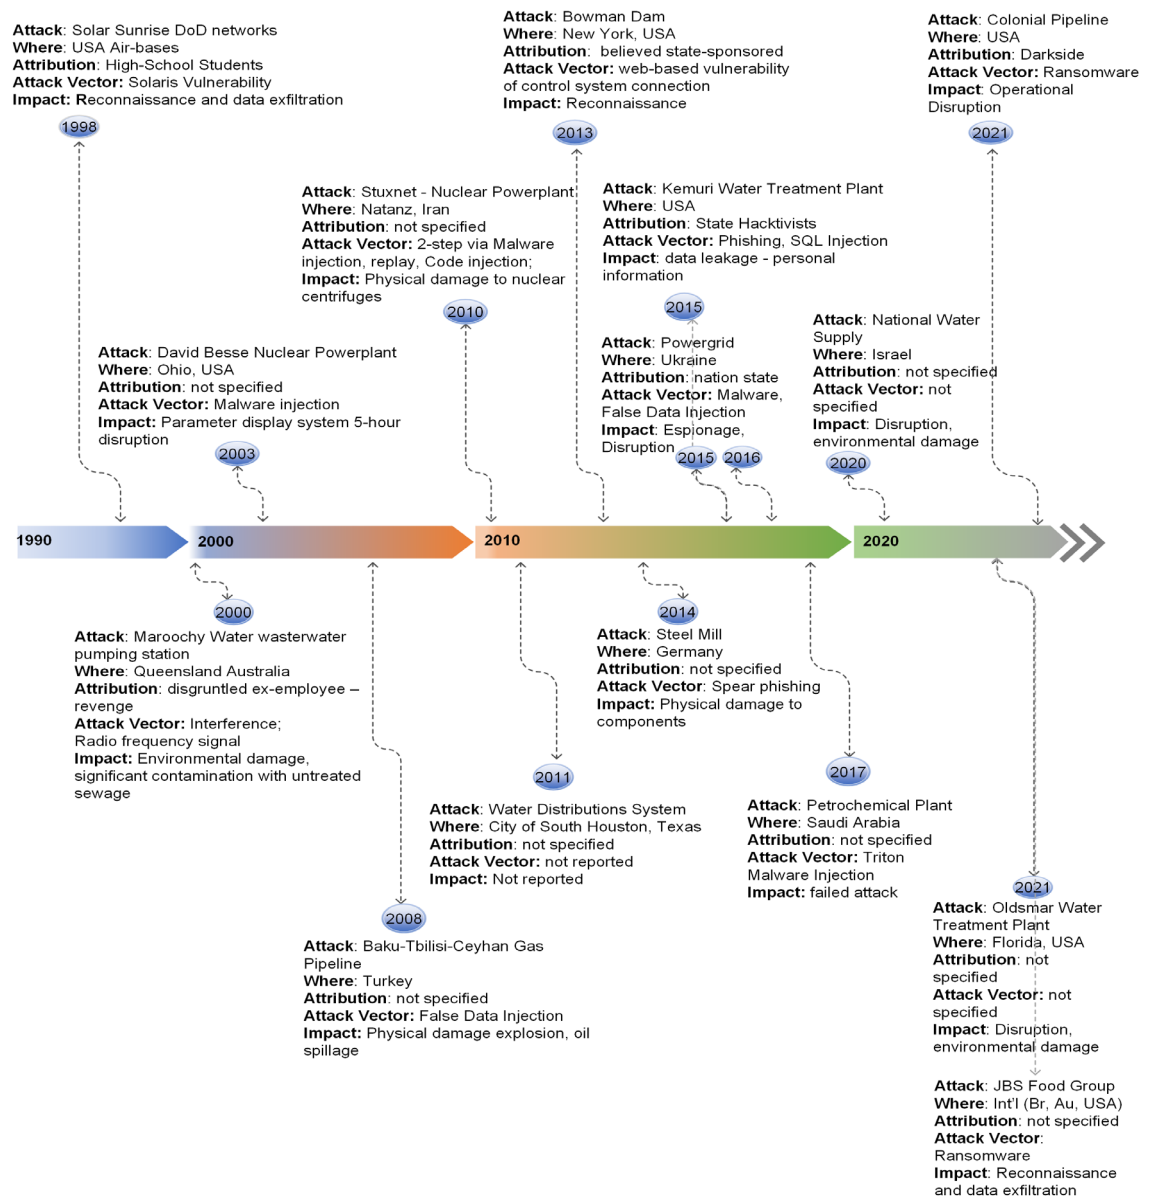 Attack: Solar Sunrise DoD networks
Where: USA Air-bases
Attribution: High-School Students
Attack Vector: Solaris Vulnerability
Impact: Reconnaissance and data exfiltration
1998
Attack: Bowman Dam
Where: New York, USA
Attribution: believed state-sponsored
Attack Vector: web-based vulnerability
of control system connection
Impact: Reconnaissance
2013
Attack: Colonial Pipeline
Where: USA
Attribution: Darkside
Attack Vector: Ransomware
Impact: Operational
Disruption
2021
Attack: Stuxnet - Nuclear Powerplant
Where: Natanz, Iran
Attribution: not specified
Attack Vector: 2-step via Malware
injection, replay, Code injection;
Impact: Physical damage to nuclear
centrifuges
2010
Attack: Kemuri Water Treatment Plant
Where: USA
Attribution: State Hacktivists
Attack Vector: Phishing, SQL Injection
Impact: data leakage - personal
information
2015
Attack: David Besse Nuclear Powerplant
Where: Ohio, USA
Attribution: not specified
Attack Vector: Malware injection
Impact: Parameter display system 5-hour
disruption
2003
Attack: Powergrid
Where: Ukraine
Attribution: nation state
Attack Vector: Malware,
False Data Injection
Impact: Espionage,
Disruption
2015
2016
Attack: National Water
Supply
Where: Israel
Attribution: not specified
Attack Vector: not
specified
Impact: Disruption,
environmental damage
2020
1990
2000
2010
2020
2000
Attack: Maroochy Water wasterwater
pumping station
Where: Queensland Australia
Attribution: disgruntled ex-employee –
revenge
Attack Vector: Interference;
Radio frequency signal
Impact: Environmental damage,
significant contamination with untreated
sewage
2014
Attack: Steel Mill
Where: Germany
Attribution: not specified
Attack Vector: Spear phishing
Impact: Physical damage to
components
2011
Attack: Water Distributions System
Where: City of South Houston, Texas
Attribution: not specified
Attack Vector: not reported
Impact: Not reported
2017
Attack: Petrochemical Plant
Where: Saudi Arabia
Attribution: not specified
Attack Vector: Triton
Malware Injection
Impact: failed attack
2008
Attack: Baku-Tbilisi-Ceyhan Gas
Pipeline
Where: Turkey
Attribution: not specified
Attack Vector: False Data Injection
Impact: Physical damage explosion, oil
spillage
2021
Attack: Oldsmar Water
Treatment Plant
Where: Florida, USA
Attribution: not
specified
Attack Vector: not
specified
Impact: Disruption,
environmental damage
Attack: JBS Food Group
Where: Int'l (Br, Au, USA)
Attribution: not specified
Attack Vector:
Ransomware
Impact: Reconnaissance
and data exfiltration